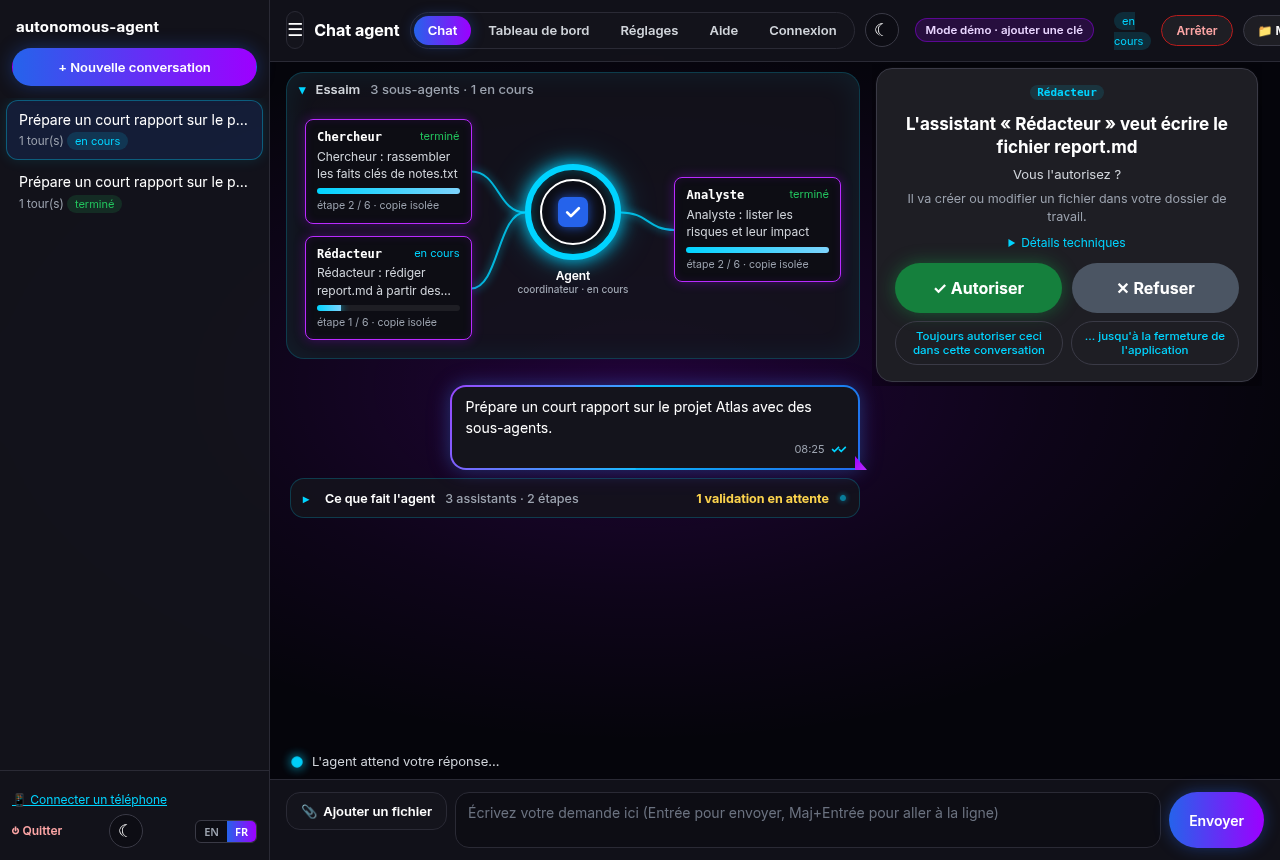 autonomous-agent
+ Nouvelle conversation
Prépare un court rapport sur le p...
1 tour(s) en cours
Prépare un court rapport sur le p...
1 tour(s) terminé
Connecter un téléphone
Quitter
EN FR
Chat agent
Chat
Tableau de bord
Réglages
Aide
Connexion
Mode démo · ajouter une clé
en
cours
Arrêter
Essaim 3 sous-agents · 1 en cours
Chercheur terminé
Chercheur : rassembler
les faits clés de notes.txt
étape 2 / 6 · copie isolée
Rédacteur en cours
Rédacteur : rédiger
report.md à partir des...
étape 1 / 6 · copie isolée
Agent
coordinateur · en cours
Analyste terminé
Analyste : lister les
risques et leur impact
étape 2 / 6 · copie isolée
Rédacteur
L'assistant « Rédacteur » veut écrire le
fichier report.md
Vous l'autorisez ?
Il va créer ou modifier un fichier dans votre dossier de
travail.
Détails techniques
✓ Autoriser
✕ Refuser
Toujours autoriser ceci
dans cette conversation
... jusqu'à la fermeture de
l'application
Prépare un court rapport sur le projet Atlas avec des
sous-agents.
08:25
Ce que fait l'agent 3 assistants · 2 étapes 1 validation en attente
L'agent attend votre réponse...
Ajouter un fichier
Écrivez votre demande ici (Entrée pour envoyer, Maj+Entrée pour aller à la ligne)
Envoyer